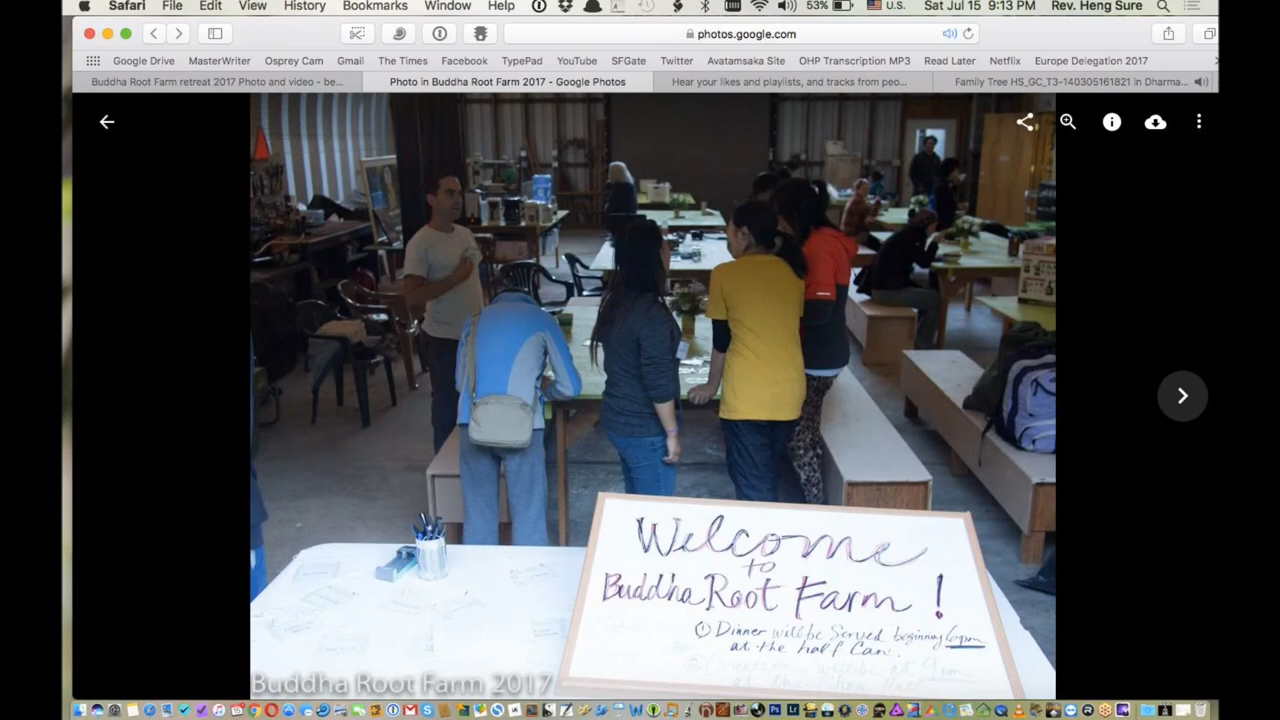 Safari File Edit View History Bookmarks Window Help 53% U.S. Sat Jul 15 9:13 PM Rev. Heng Sure
photos.google.com
Google Drive MasterWriter Osprey Cam Gmail The Times Facebook TypePad YouTube SFGate Twitter Avatamsaka Site OHP Transcription MP3 Read Later Netflix Europe Delegation 2017
Buddha Root Farm retreat 2017 Photo and video - be... Photo in Buddha Root Farm 2017 - Google Photos Hear your likes and playlists, and tracks from peo... Family Tree HS_GC_T3-140305161821 in Dharma...
Welcome
to
Buddha Root Farm !
① Dinner will be Served beginning 6pm
at the half Can.
Buddha Root Farm 2017